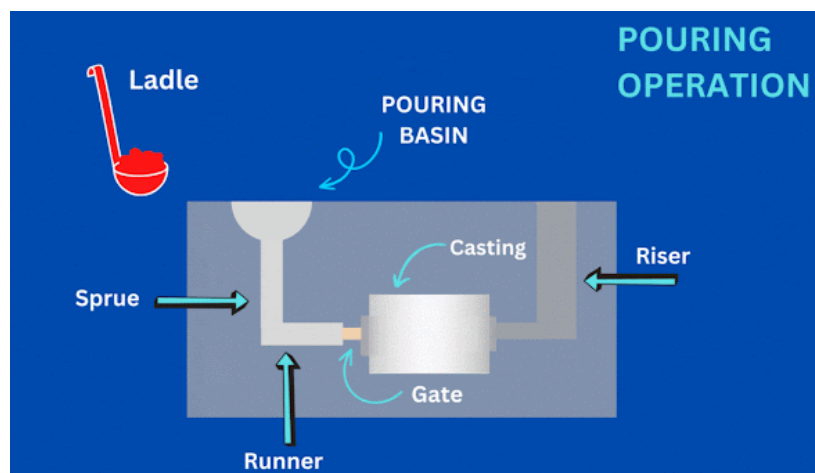 POURING
OPERATION
Ladle
POURING
BASIN
Casting
Riser
Sprue
Gate
Runner